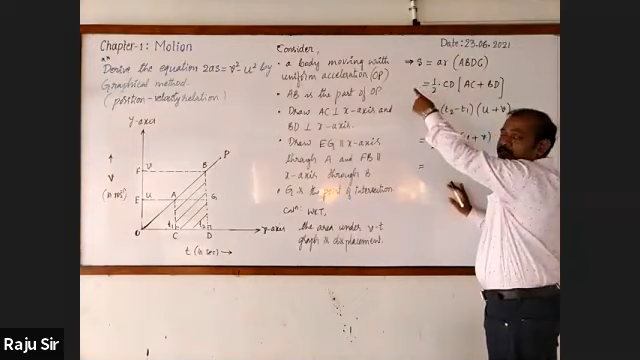 Chapter-1: Motion
Derive the equation 2as = v² - u² by
Graphical method.
(position-velocity relation)
y-axis
v
(in ms⁻¹)
F
V
B
P
E
u
A
G
O
t₁
t₂
C
D
x-axis
t (in sec) →
Consider,
• a body moving with
uniform acceleration (OP)
• AB is the part of OP
• Draw AC ⊥ x-axis and
BD ⊥ x-axis.
• Draw EG || x-axis
through A and FB ||
x-axis through B
• G is the point of intersection
WKT,
the area under v-t
graph is displacement.
Date: 23.06.2021
⇒ S = ar (ABDC)
= 1/2 · CD [AC + BD]
(t₂-t₁) (u + v)
=
=
Raju Sir